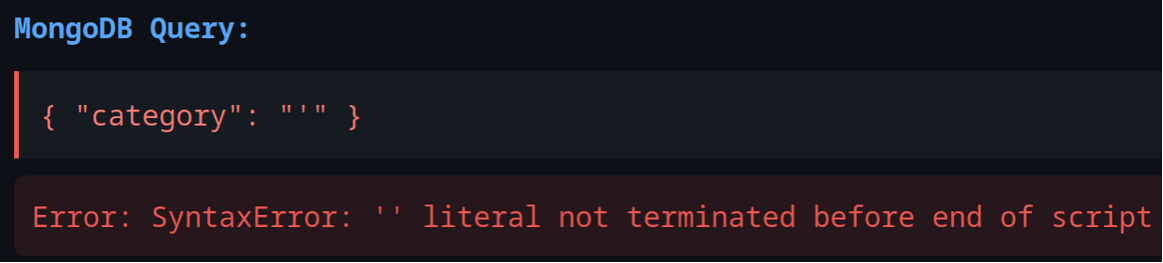 MongoDB Query:
{ "category": "'" }
Error: SyntaxError: '' literal not terminated before end of script